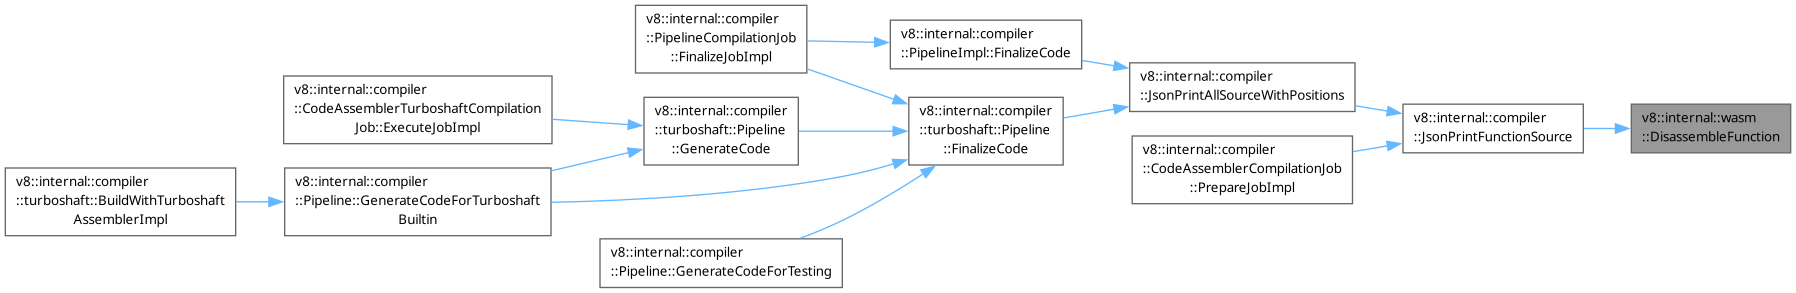 v8::internal::compiler
::PipelineCompilationJob
::FinalizeJobImpl
v8::internal::compiler
::PipelineImpl::FinalizeCode
v8::internal::compiler
::JsonPrintAllSourceWithPositions
v8::internal::compiler
::CodeAssemblerTurboshaftCompilation
Job::ExecuteJobImpl
v8::internal::compiler
::turboshaft::Pipeline
::GenerateCode
v8::internal::compiler
::turboshaft::Pipeline
::FinalizeCode
v8::internal::compiler
::JsonPrintFunctionSource
v8::internal::wasm
::DisassembleFunction
v8::internal::compiler
::CodeAssemblerCompilationJob
::PrepareJobImpl
v8::internal::compiler
::turboshaft::BuildWithTurboshaft
AssemblerImpl
v8::internal::compiler
::Pipeline::GenerateCodeForTurboshaft
Builtin
v8::internal::compiler
::Pipeline::GenerateCodeForTesting